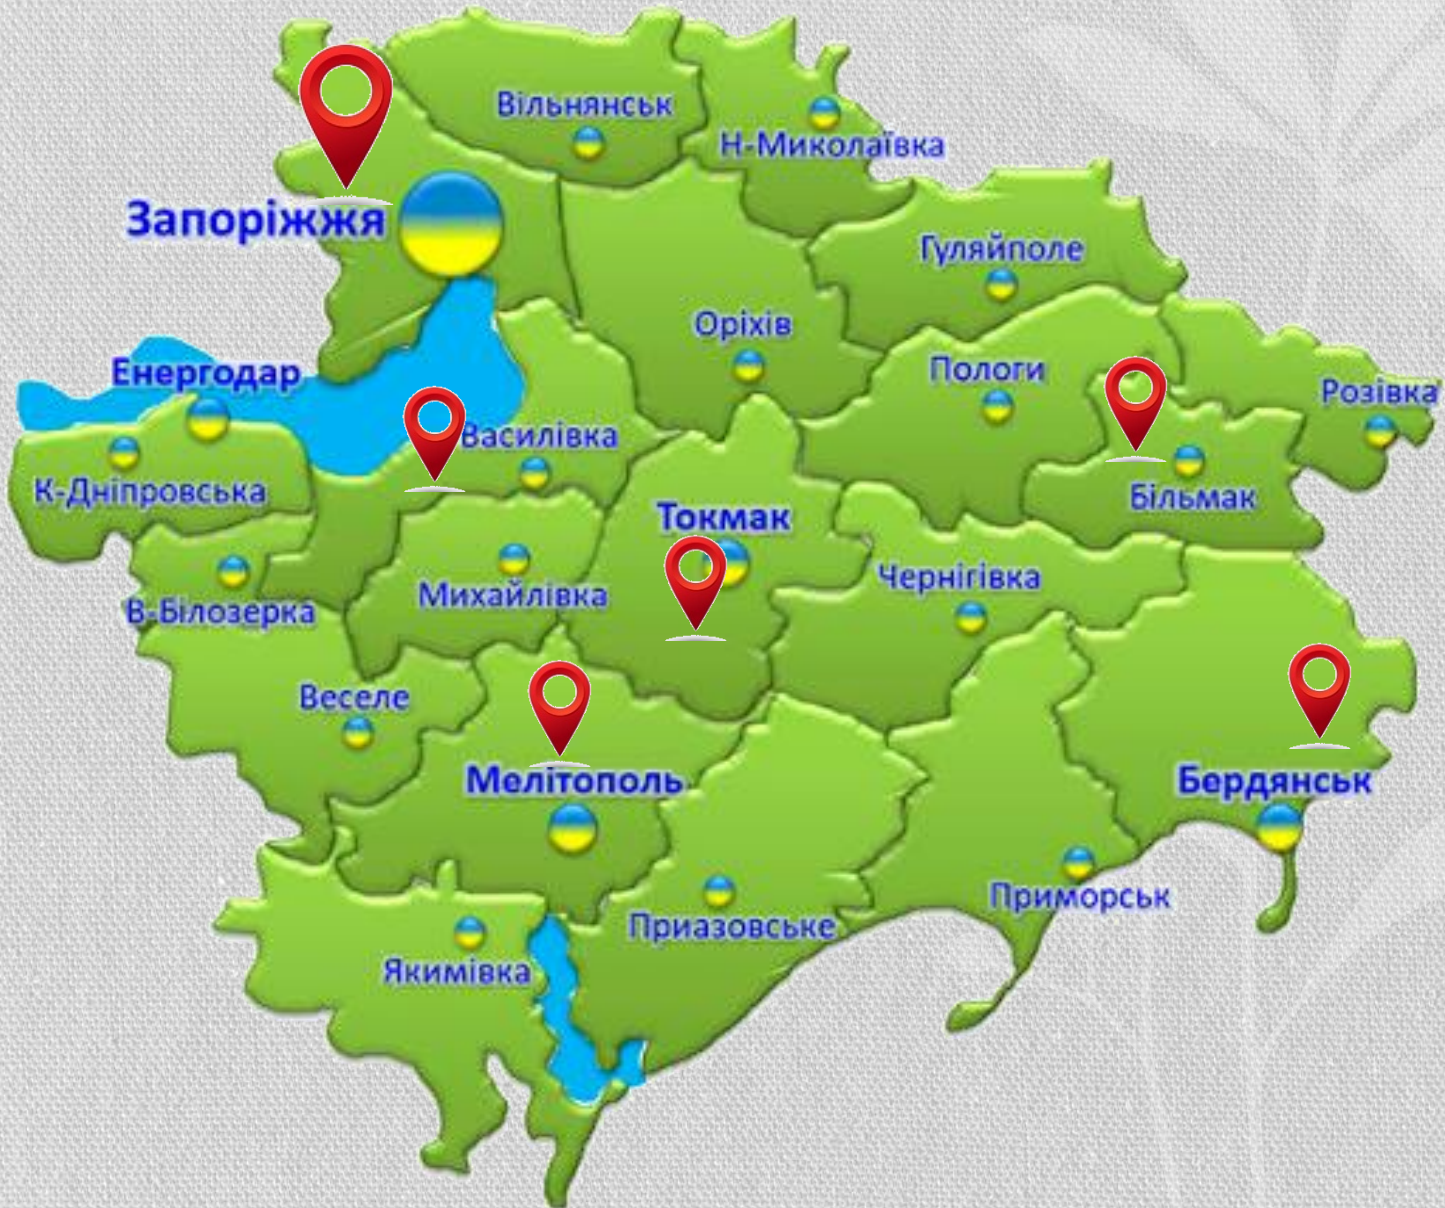 Вільнянськ
Н-Миколаївка
Запоріжжя
Гуляйполе
Оріхів
Енергодар
Пологи
Розівка
Василівка
К-Дніпровська
Більмак
Токмак
Чернігівка
Михайлівка
В-Білозерка
Веселе
Мелітополь
Бердянськ
Приморськ
Приазовське
Якимівка